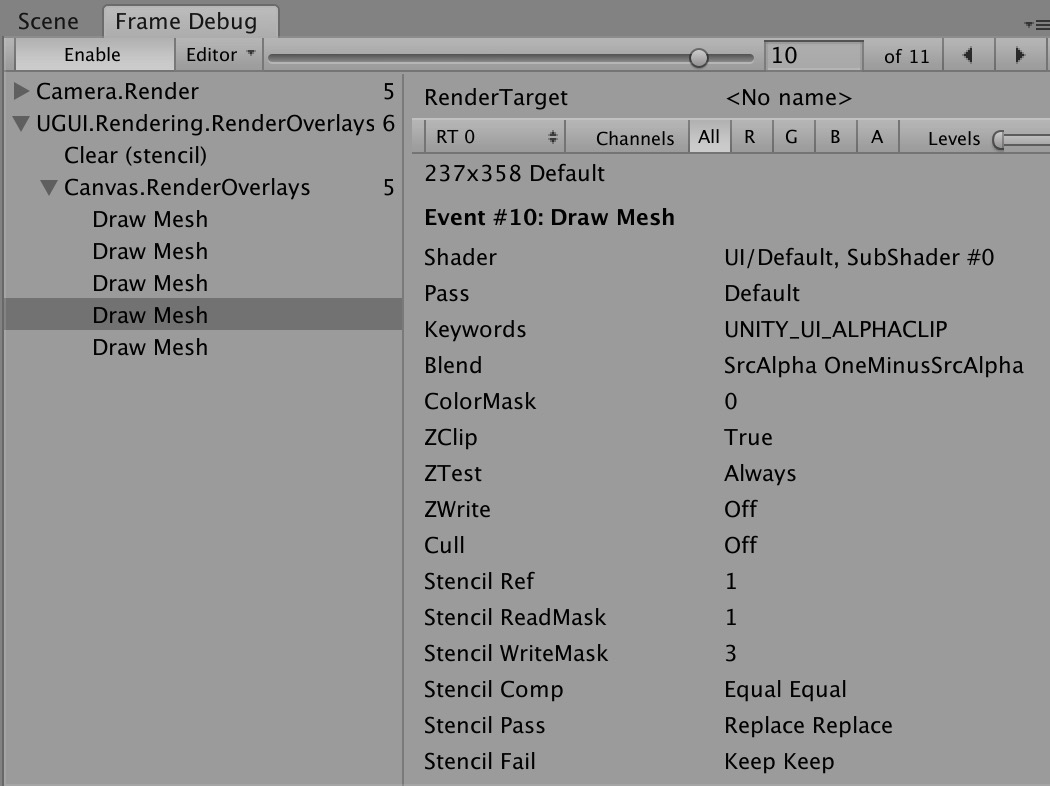 Scene Frame Debug
Enable Editor 10 of 11
Camera.Render 5
UGUI.Rendering.RenderOverlays 6
Clear (stencil)
Canvas.RenderOverlays 5
Draw Mesh
Draw Mesh
Draw Mesh
Draw Mesh
Draw Mesh
RenderTarget <No name>
RT 0 Channels All R G B A Levels
237x358 Default
Event #10: Draw Mesh
Shader UI/Default, SubShader #0
Pass Default
Keywords UNITY_UI_ALPHACLIP
Blend SrcAlpha OneMinusSrcAlpha
ColorMask 0
ZClip True
ZTest Always
ZWrite Off
Cull Off
Stencil Ref 1
Stencil ReadMask 1
Stencil WriteMask 3
Stencil Comp Equal Equal
Stencil Pass Replace Replace
Stencil Fail Keep Keep